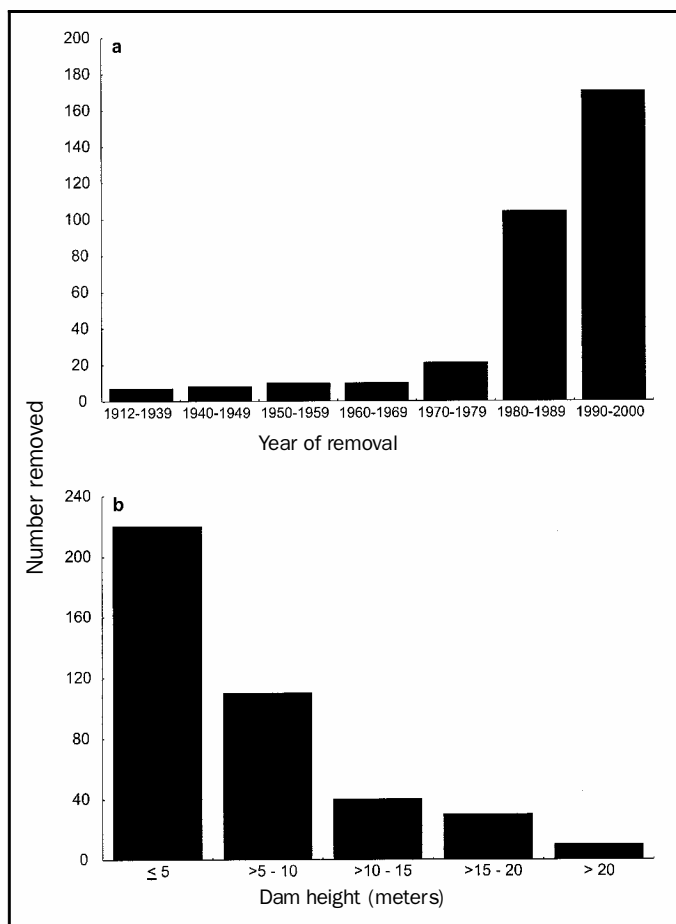 a
200
180
160
140
120
100
80
60
40
20
0
1912-1939 1940-1949 1950-1959 1960-1969 1970-1979 1980-1989 1990-2000
Year of removal
Number removed
b
240
200
160
120
80
40
0
≤ 5 >5 - 10 >10 - 15 >15 - 20 > 20
Dam height (meters)